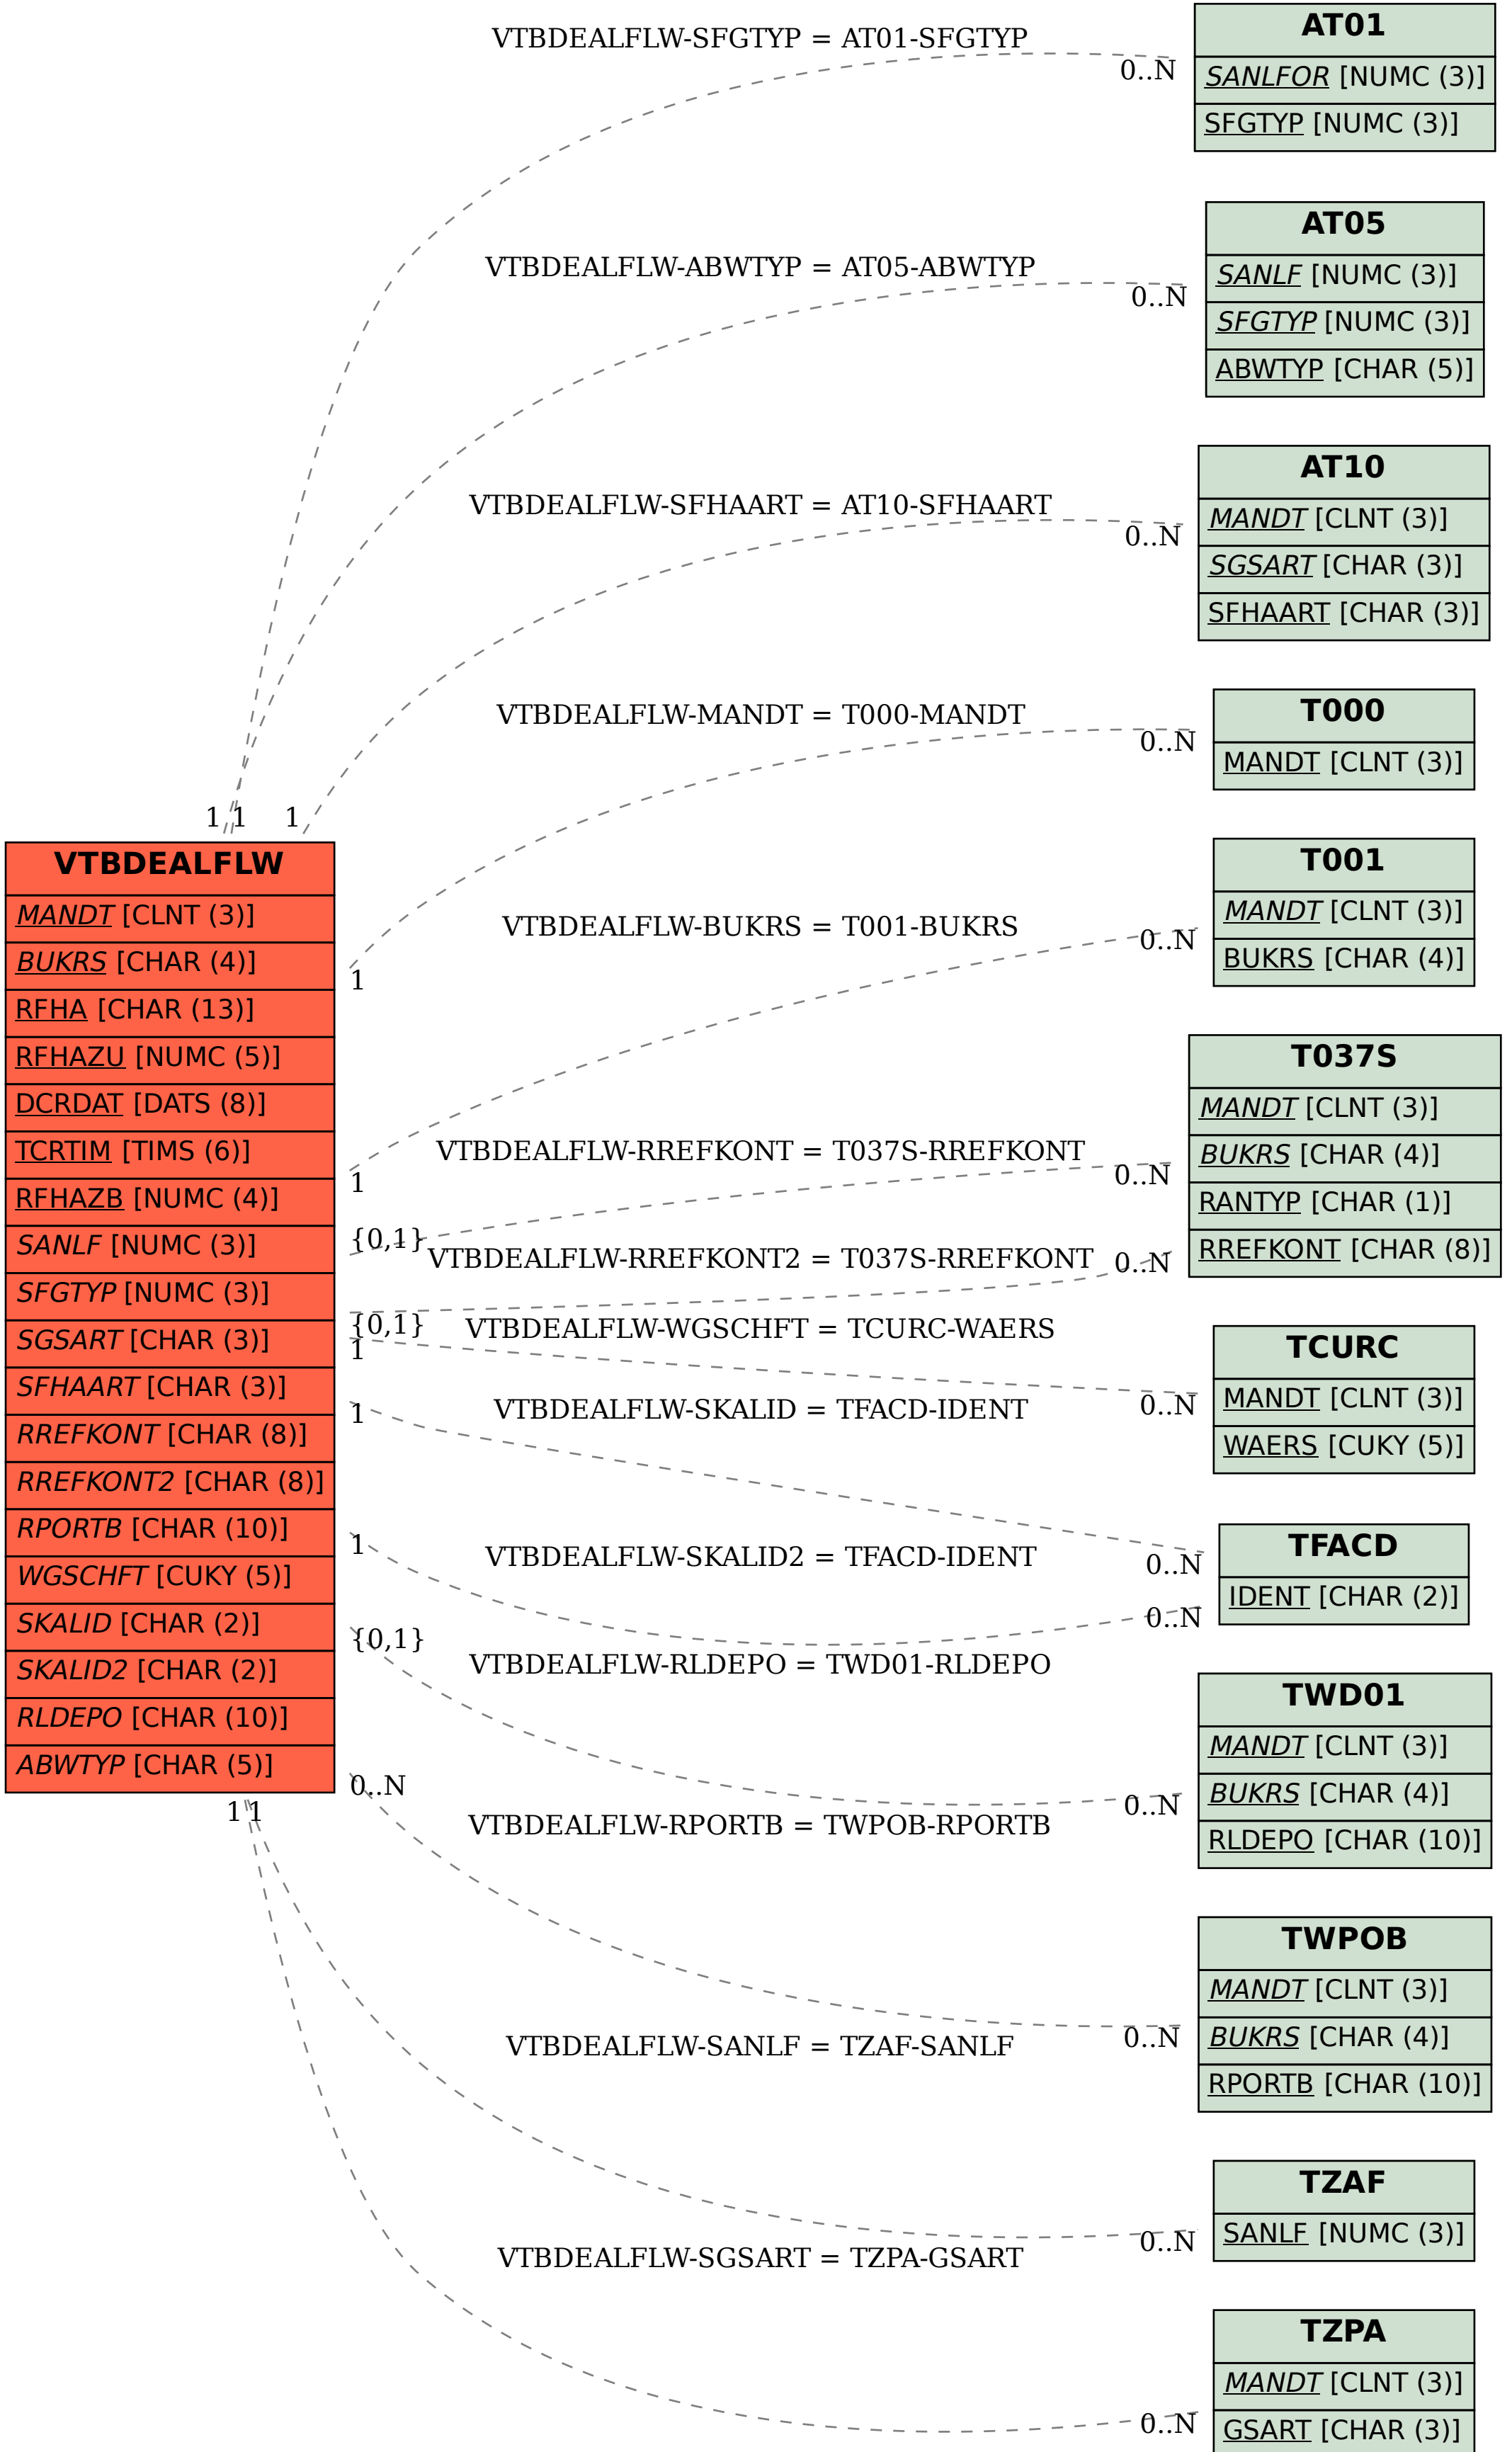 VTBDEALFLW-SFGTYP = AT01-SFGTYP
0..N
AT01
SANLFOR [NUMC (3)]
SFGTYP [NUMC (3)]
VTBDEALFLW-ABWTYP = AT05-ABWTYP
0..N
AT05
SANLF [NUMC (3)]
SFGTYP [NUMC (3)]
ABWTYP [CHAR (5)]
VTBDEALFLW-SFHAART = AT10-SFHAART
0..N
AT10
MANDT [CLNT (3)]
SGSART [CHAR (3)]
SFHAART [CHAR (3)]
VTBDEALFLW-MANDT = T000-MANDT
0..N
T000
MANDT [CLNT (3)]
1 1 1
VTBDEALFLW
MANDT [CLNT (3)]
BUKRS [CHAR (4)]
RFHA [CHAR (13)]
RFHAZU [NUMC (5)]
DCRDAT [DATS (8)]
TCRTIM [TIMS (6)]
RFHAZB [NUMC (4)]
SANLF [NUMC (3)]
SFGTYP [NUMC (3)]
SGSART [CHAR (3)]
SFHAART [CHAR (3)]
RREFKONT [CHAR (8)]
RREFKONT2 [CHAR (8)]
RPORTB [CHAR (10)]
WGSCHFT [CUKY (5)]
SKALID [CHAR (2)]
SKALID2 [CHAR (2)]
RLDEPO [CHAR (10)]
ABWTYP [CHAR (5)]
1
VTBDEALFLW-BUKRS = T001-BUKRS
0..N
T001
MANDT [CLNT (3)]
BUKRS [CHAR (4)]
1
VTBDEALFLW-RREFKONT = T037S-RREFKONT
0..N
{0,1}
VTBDEALFLW-RREFKONT2 = T037S-RREFKONT
0..N
T037S
MANDT [CLNT (3)]
BUKRS [CHAR (4)]
RANTYP [CHAR (1)]
RREFKONT [CHAR (8)]
{0,1}
VTBDEALFLW-WGSCHFT = TCURC-WAERS
1
0..N
TCURC
MANDT [CLNT (3)]
WAERS [CUKY (5)]
VTBDEALFLW-SKALID = TFACD-IDENT
1
0..N
1
VTBDEALFLW-SKALID2 = TFACD-IDENT
0..N
TFACD
IDENT [CHAR (2)]
{0,1}
VTBDEALFLW-RLDEPO = TWD01-RLDEPO
0..N
TWD01
MANDT [CLNT (3)]
BUKRS [CHAR (4)]
RLDEPO [CHAR (10)]
0..N
1 1
VTBDEALFLW-RPORTB = TWPOB-RPORTB
0..N
TWPOB
MANDT [CLNT (3)]
BUKRS [CHAR (4)]
RPORTB [CHAR (10)]
VTBDEALFLW-SANLF = TZAF-SANLF
0..N
TZAF
SANLF [NUMC (3)]
VTBDEALFLW-SGSART = TZPA-GSART
0..N
TZPA
MANDT [CLNT (3)]
GSART [CHAR (3)]